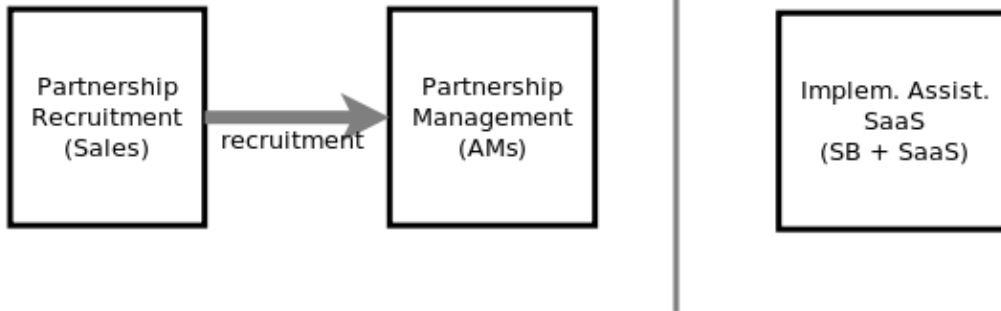 Partnership
Recruitment
(Sales)
recruitment
Partnership
Management
(AMs)
Implem. Assist.
SaaS
(SB + SaaS)